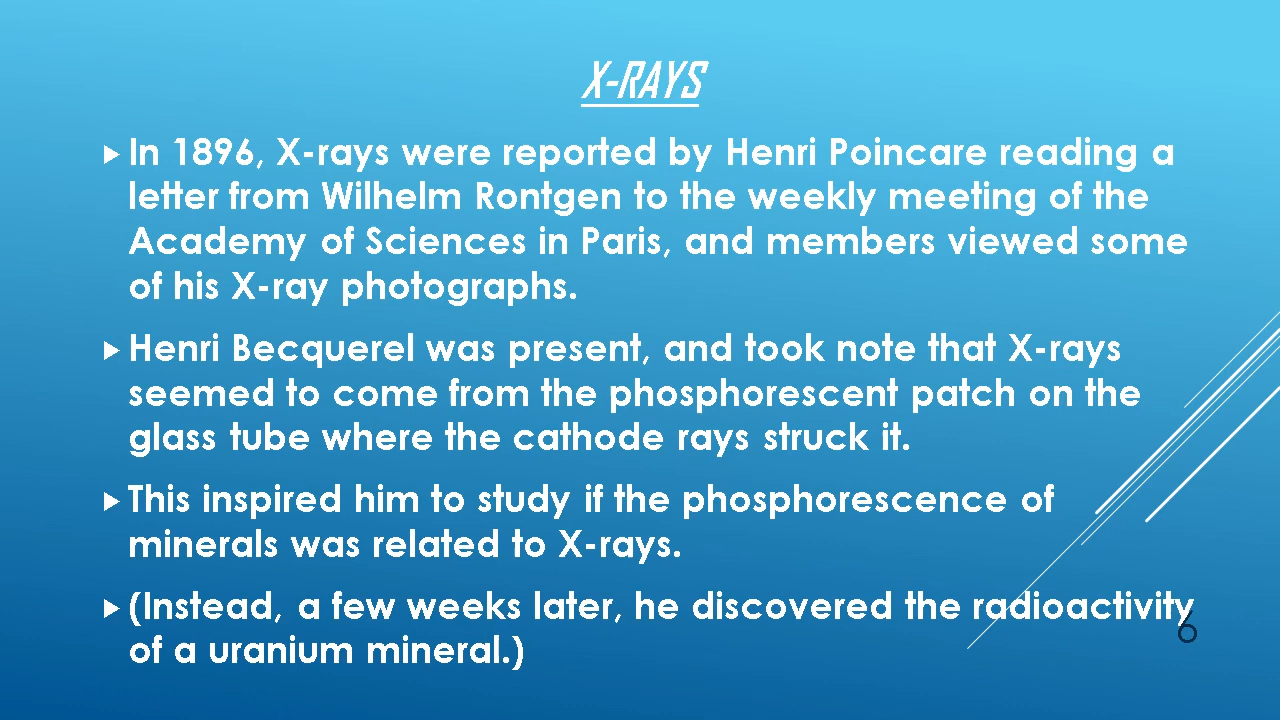 X-RAYS
In 1896, X-rays were reported by Henri Poincare reading a
letter from Wilhelm Rontgen to the weekly meeting of the
Academy of Sciences in Paris, and members viewed some
of his X-ray photographs.
Henri Becquerel was present, and took note that X-rays
seemed to come from the phosphorescent patch on the
glass tube where the cathode rays struck it.
This inspired him to study if the phosphorescence of
minerals was related to X-rays.
(Instead, a few weeks later, he discovered the radioactivity
of a uranium mineral.)
6